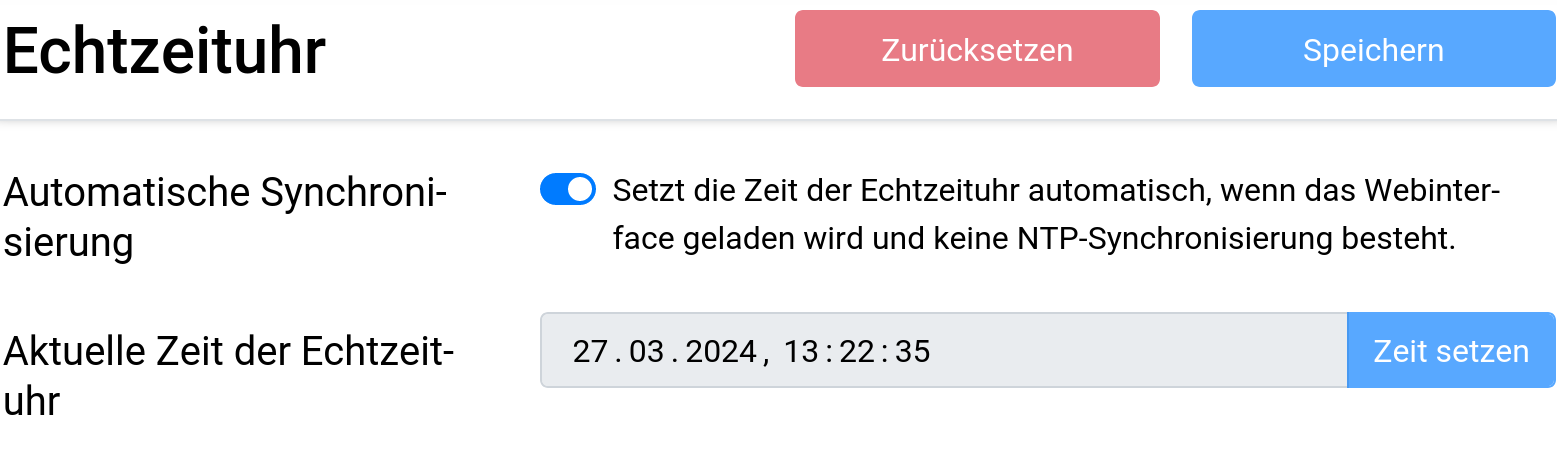 Echtzeituhr
Zurücksetzen
Speichern
Automatische Synchroni-
sierung
Setzt die Zeit der Echtzeituhr automatisch, wenn das Webinter-
face geladen wird und keine NTP-Synchronisierung besteht.
Aktuelle Zeit der Echtzeit-
uhr
27.03.2024, 13:22:35
Zeit setzen